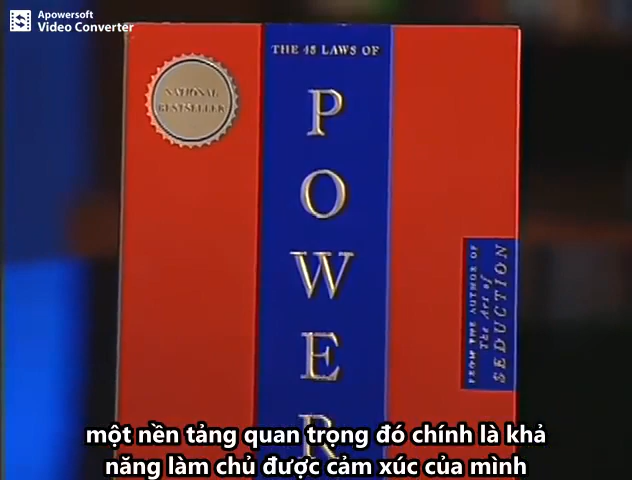 Apowersoft
Video Converter
THE 48 LAWS OF
POWER
NATIONAL
BESTSELLER
FROM THE AUTHOR OF
The Art of
SEDUCTION
một nền tảng quan trọng đó chính là khả
năng làm chủ được cảm xúc của mình